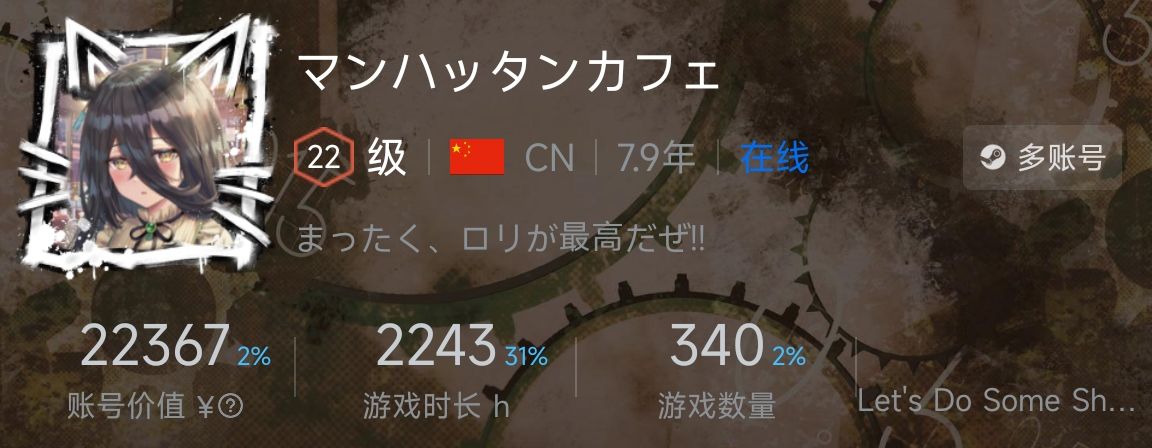 マンハッタンカフェ
22 级 CN 7.9年 在线 多账号
まったく、ロリが最高だぜ!!
22367 2% 2243 31% 340 2%
账号价值 ¥? 游戏时长 h 游戏数量 Let's Do Some Sh...